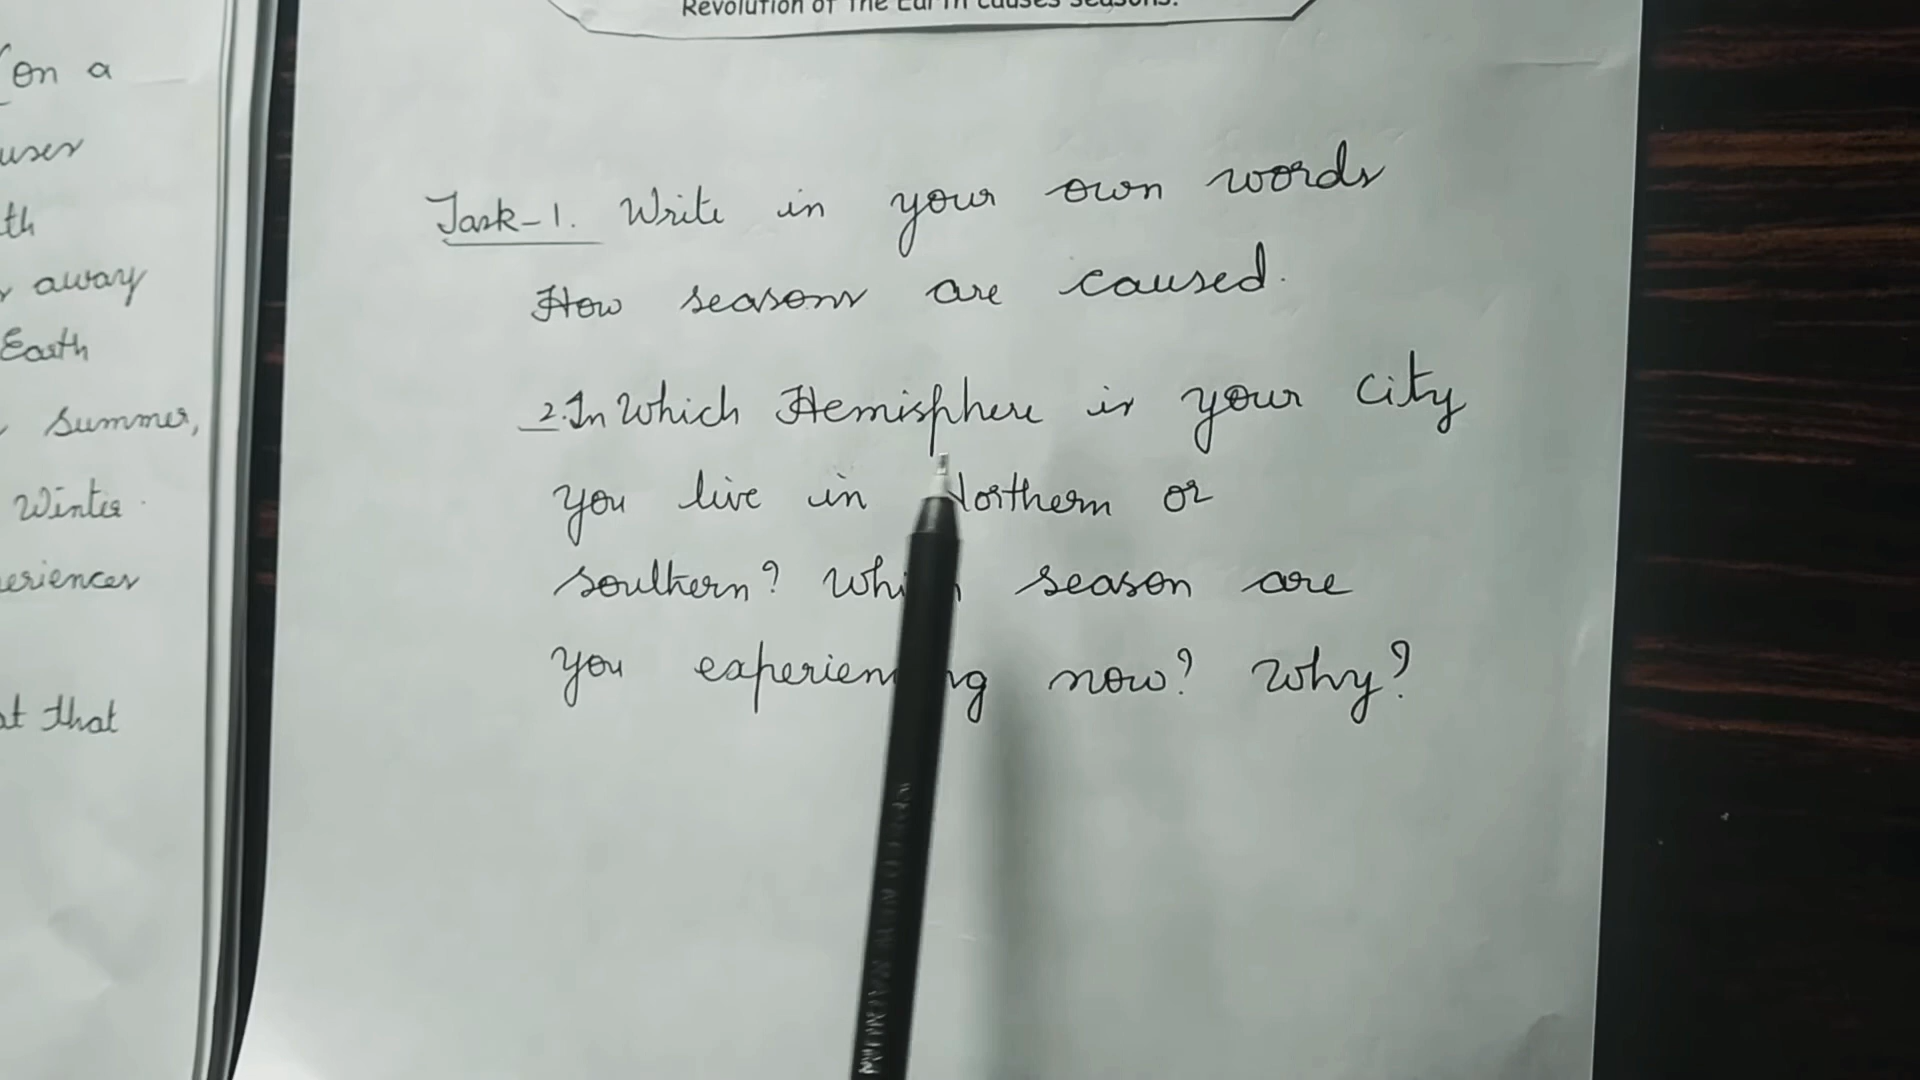 Revolution of The Earth causes seasons.
on a
th
away
Earth
summer,
Winter
that
Task-1. Write in your own words
How seasons are caused.
2. In Which Hemisphere is your city
you live in Northern or
southern? Which season are
you experiencing now? Why?